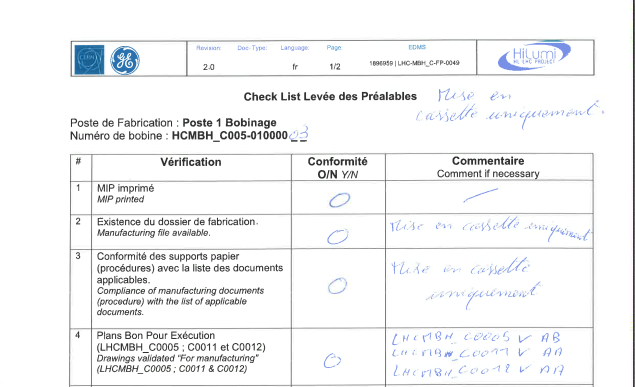 CERN
GE
Revision: Doc-Type: Language: Page: EDMS
2.0 fr 1/2 1896959 | LHC-MBH_C-FP-0049
HiLumi
HL-LHC PROJECT
Check List Levée des Préalables
Mise en
cassette uniquement.
Poste de Fabrication : Poste 1 Bobinage
Numéro de bobine : HCMBH_C005-01000003
# Vérification Conformité Commentaire
O/N Y/N Comment if necessary
1 MIP imprimé O
MIP printed
2 Existence du dossier de fabrication. O Mise en cassette uniquement
Manufacturing file available.
3 Conformité des supports papier
(procédures) avec la liste des documents
applicables. O Mise en cassette
Compliance of manufacturing documents uniquement
(procedure) with the list of applicable
documents.
4 Plans Bon Pour Exécution O LHCMBH_C0005 V AB
(LHCMBH_C0005 ; C0011 et C0012) LHCMBH_C0011 V AA
Drawings validated "For manufacturing" LHCMBH_C0012 V AA
(LHCMBH_C0005 ; C0011 & C0012)